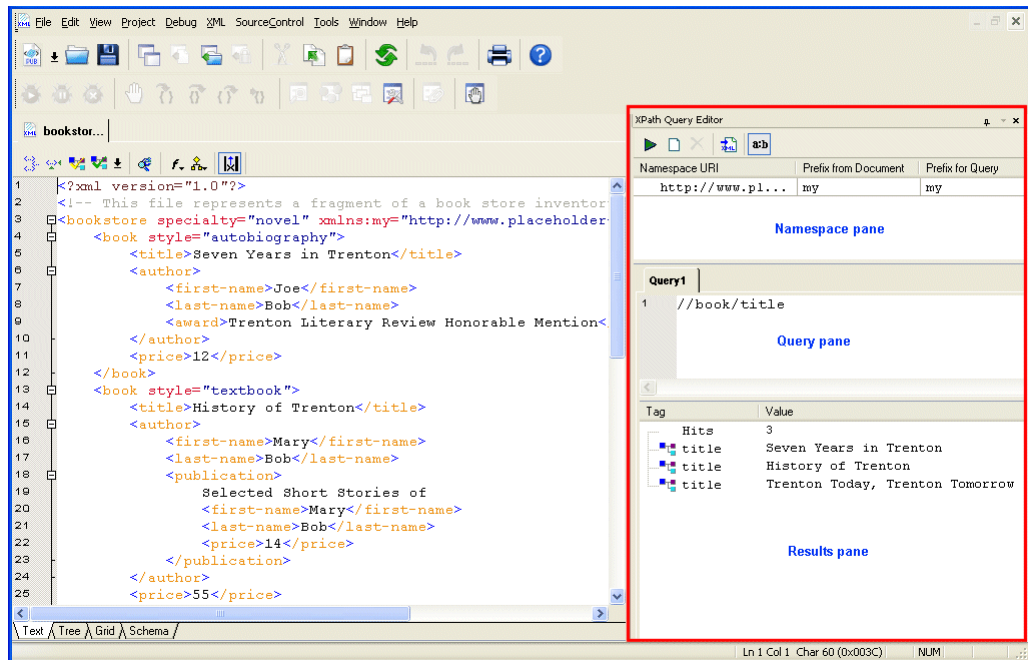 File Edit View Project Debug XML SourceControl Tools Window Help
bookstor...
1 <?xml version="1.0"?>
2 <!-- This file represents a fragment of a book store inventor
3 <bookstore specialty="novel" xmlns:my="http://www.placeholder
4 <book style="autobiography">
5 <title>Seven Years in Trenton</title>
6 <author>
7 <first-name>Joe</first-name>
8 <last-name>Bob</last-name>
9 <award>Trenton Literary Review Honorable Mention<
10 </author>
11 <price>12</price>
12 </book>
13 <book style="textbook">
14 <title>History of Trenton</title>
15 <author>
16 <first-name>Mary</first-name>
17 <last-name>Bob</last-name>
18 <publication>
19 Selected Short Stories of
20 <first-name>Mary</first-name>
21 <last-name>Bob</last-name>
22 <price>14</price>
23 </publication>
24 </author>
25 <price>55</price>
Text Tree Grid Schema
XPath Query Editor
a:b
Namespace URI Prefix from Document Prefix for Query
http://www.pl... my my
Namespace pane
Query1
1 //book/title
Query pane
Tag Value
Hits 3
title Seven Years in Trenton
title History of Trenton
title Trenton Today, Trenton Tomorrow
Results pane
Ln 1 Col 1 Char 60 (0x003C) NUM